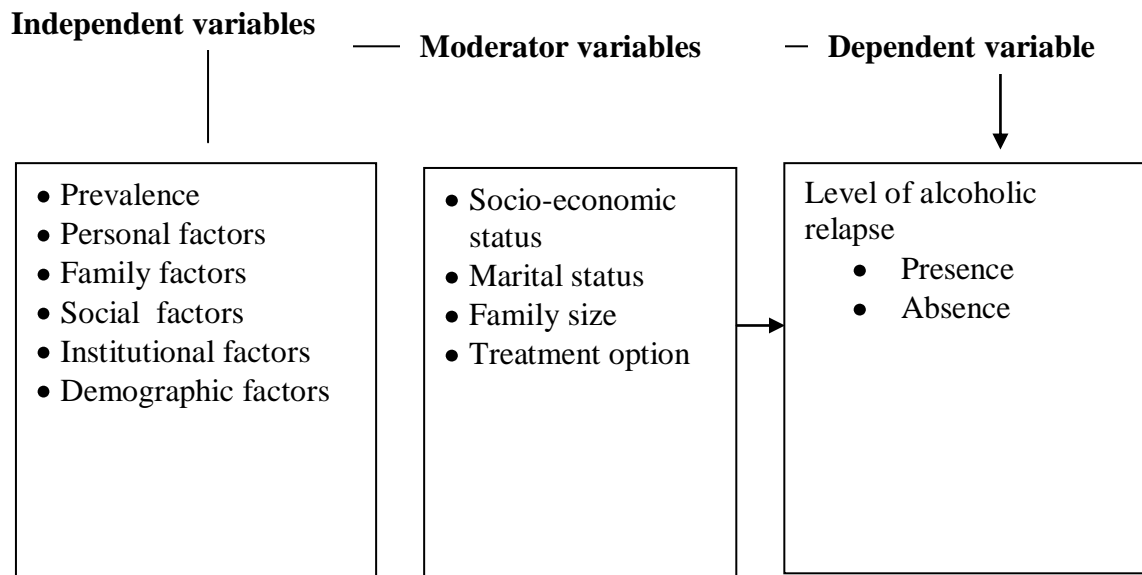 Independent variables
Moderator variables
Dependent variable
• Prevalence
• Personal factors
• Family factors
• Social  factors
• Institutional factors
• Demographic factors
• Socio-economic
status
• Marital status
• Family size
• Treatment option
Level of alcoholic
relapse
• Presence
• Absence